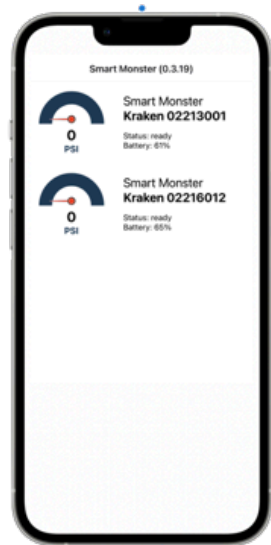 Smart Monster (0.3.19)
Smart Monster
Kraken 02213001
Status: ready
Battery: 61%
0
PSI
Smart Monster
Kraken 02216012
Status: ready
Battery: 65%
0
PSI